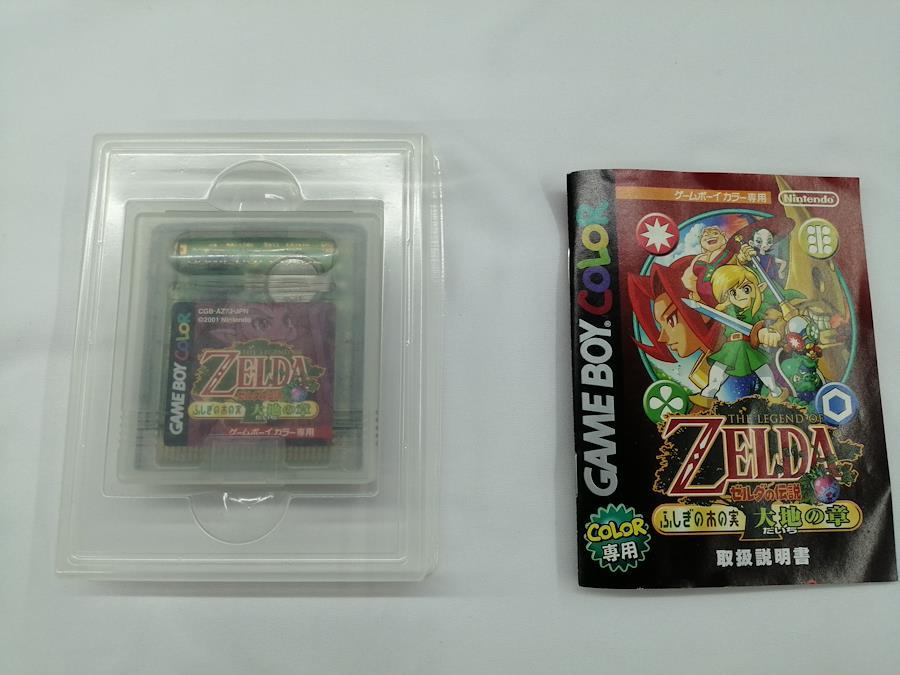 CGB-AZ7J-JPN
©2001 Nintendo
GAME BOY COLOR
THE LEGEND OF
ZELDA
ふしぎの木の実
大地の章
ゲームボーイカラー専用
ゲームボーイカラー専用
Nintendo
GAME BOY COLOR
THE LEGEND OF
ZELDA
ゼルダの伝説
ふしぎの木の実
大地の章
だいち
COLOR
専用
取扱説明書